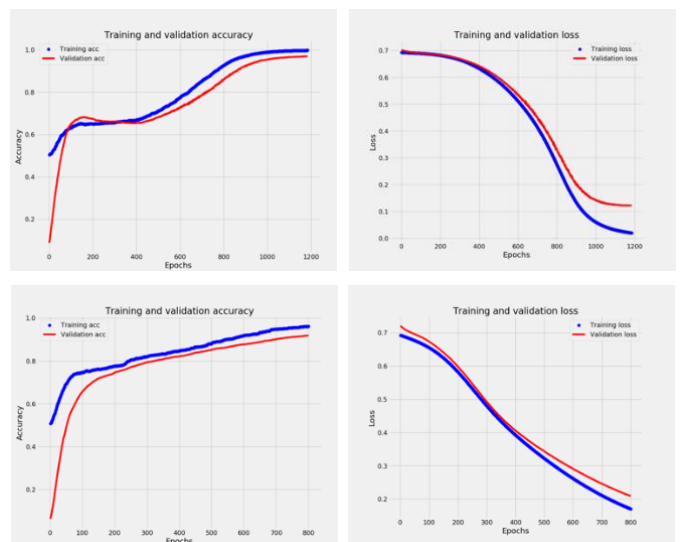 Training and validation accuracy
Training acc
Validation acc
1.0
0.8
0.6
0.4
0.2
Accuracy
0 200 400 600 800 1000 1200
Epochs
Training and validation loss
Training loss
Validation loss
0.7
0.6
0.5
0.4
0.3
0.2
0.1
0.0
Loss
0 200 400 600 800 1000 1200
Epochs
Training and validation accuracy
Training acc
Validation acc
1.0
0.8
0.6
0.4
0.2
Accuracy
0 100 200 300 400 500 600 700 800
Epochs
Training and validation loss
Training loss
Validation loss
0.7
0.6
0.5
0.4
0.3
0.2
Loss
0 100 200 300 400 500 600 700 800
Epochs